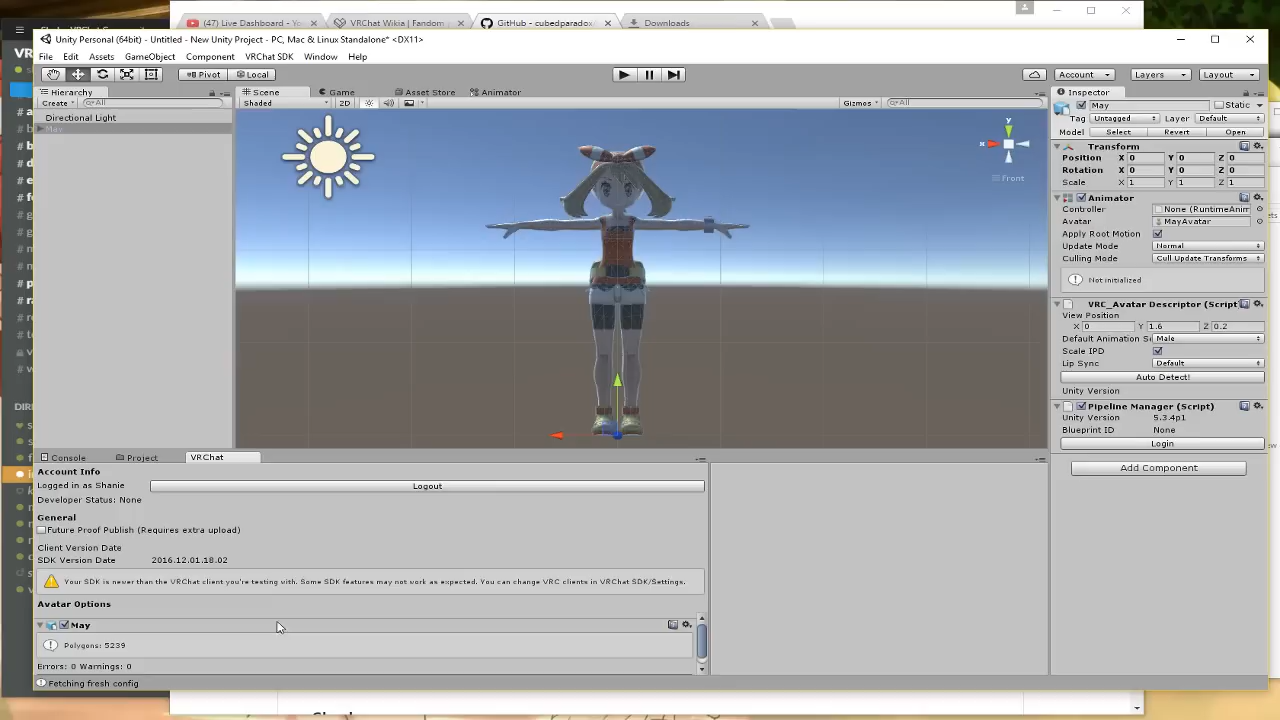 (47) Live Dashboard - Yo
VRChat Wikia | Fandom p
GitHub - cubedparadox
Downloads
Unity Personal (64bit) - Untitled - New Unity Project - PC, Mac & Linux Standalone* <DX11>
File Edit Assets GameObject Component VRChat SDK Window Help
Pivot Local Account Layers Layout
Hierarchy
Create All
Directional Light
May
Scene Game Asset Store Animator
Shaded 2D Gizmos All
y
x
Front
Inspector
May Static
Tag Untagged Layer Default
Model Select Revert Open
Transform
Position X 0 Y 0 Z 0
Rotation X 0 Y 0 Z 0
Scale X 1 Y 1 Z 1
Animator
Controller None (RuntimeAnim
Avatar MayAvatar
Apply Root Motion
Update Mode Normal
Culling Mode Cull Update Transforms
Not initialized
VRC_Avatar Descriptor (Script
View Position
X 0 Y 1.6 Z 0.2
Default Animation S Male
Scale IPD
Lip Sync Default
Auto Detect!
Unity Version
Pipeline Manager (Script)
Unity Version 5.3.4p1
Blueprint ID None
Login
Add Component
Console Project VRChat
Account Info
Logged in as Shanie Logout
Developer Status: None
General
Future Proof Publish (Requires extra upload)
Client Version Date
SDK Version Date 2016.12.01.18.02
Your SDK is newer than the VRChat client you're testing with. Some SDK features may not work as expected. You can change VRC clients in VRChat SDK/Settings.
Avatar Options
May
Polygons: 5239
Errors: 0 Warnings: 0
Fetching fresh config